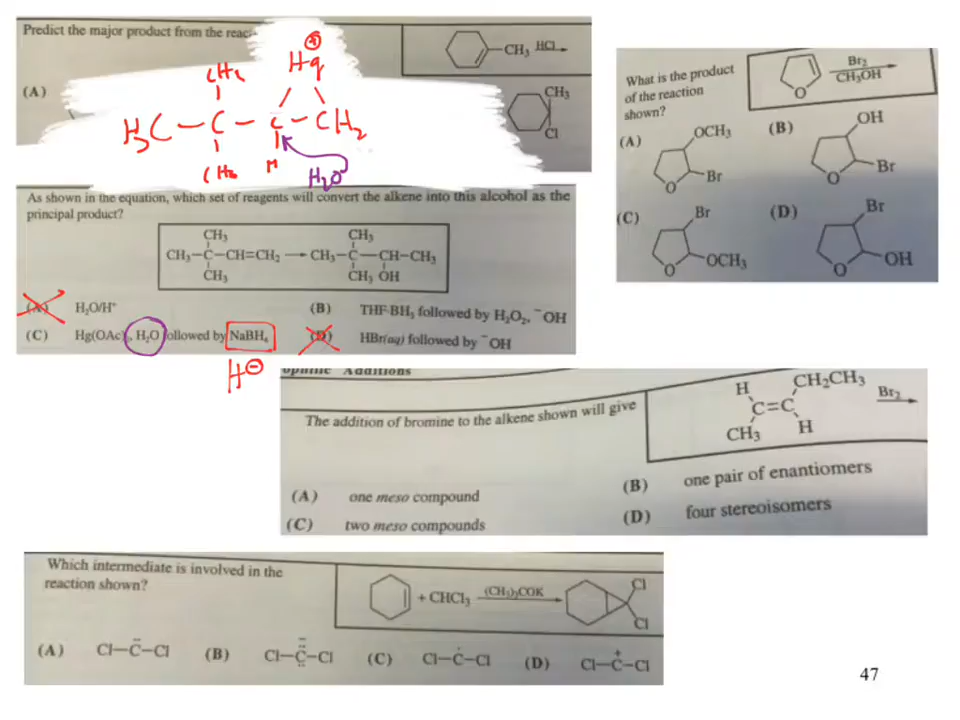 Predict the major product from the
CH₃ HCl
(A)
CH₃
Cl
Hg
⊕
H₃C – C – C – CH₂
H
H₂O
As shown in the equation, which set of reagents will convert the alkene into this alcohol as the
principal product?
CH₃ CH₃
CH₃–C–CH=CH₂ → CH₃–C–CH–CH₃
CH₃ CH₃ OH
(A) H₂O/H⁺ (B) THF·BH₃ followed by H₂O₂, ⁻OH
(C) Hg(OAc) , H₂O followed by NaBH₄ (D) HBr(aq) followed by ⁻OH
H⊖
What is the product
of the reaction
shown?
O
Br₂
CH₃OH
(A) OCH₃ Br O (B) OH Br O
(C) Br OCH₃ O (D) Br OH O
Additions
The addition of bromine to the alkene shown will give
H CH₂CH₃ Br₂
C=C
CH₃ H
(A) one meso compound (B) one pair of enantiomers
(C) two meso compounds (D) four stereoisomers
Which intermediate is involved in the
reaction shown?
+ CHCl₃ (CH₃)₃COK → Cl
Cl
(A) Cl–C–Cl (B) Cl–C–Cl (C) Cl–C–Cl (D) Cl–C–Cl
47